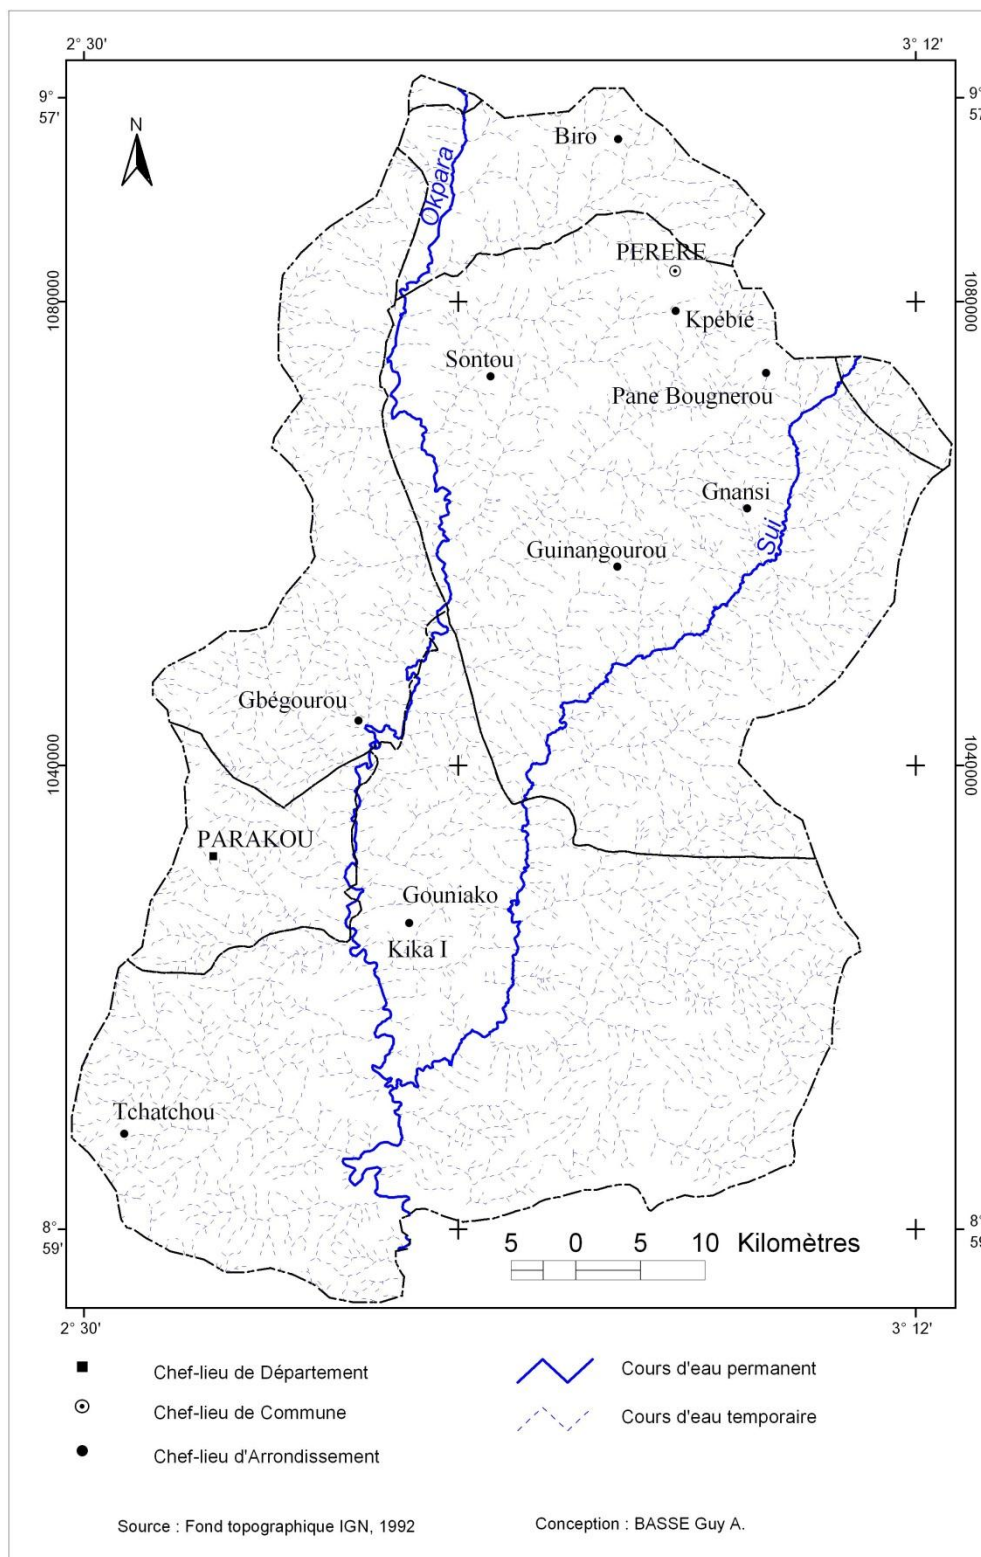 2° 30'
3° 12'
9°
57'
9°
57'
N
Biro
Okpara
PERERE
1080000
1080000
Kpébié
Sontou
Pane Bougnerou
Gnansi
Sui
Guinangourou
Gbégourou
1040000
1040000
PARAKOU
Gouniako
Kika I
Tchatchou
8°
59'
8°
59'
5 0 5 10 Kilomètres
2° 30'
3° 12'
Chef-lieu de Département
Cours d'eau permanent
Chef-lieu de Commune
Cours d'eau temporaire
Chef-lieu d'Arrondissement
Source : Fond topographique IGN, 1992
Conception : BASSE Guy A.